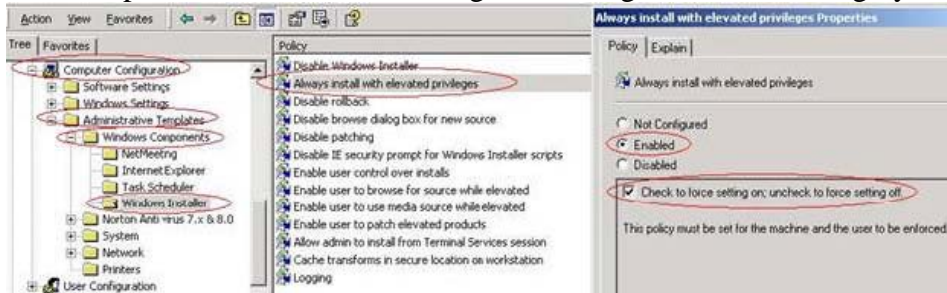 Action View Favorites
Tree Favorites
Computer Configuration
Software Settings
Windows Settings
Administrative Templates
Windows Components
NetMeeting
Internet Explorer
Task Scheduler
Windows Installer
Norton Anti virus 7.x & 8.0
System
Network
Printers
User Configuration
Policy
Disable Windows Installer
Always install with elevated privileges
Disable rollback
Disable browse dialog box for new source
Disable patching
Disable IE security prompt for Windows Installer scripts
Enable user control over installs
Enable user to browse for source while elevated
Enable user to use media source while elevated
Enable user to patch elevated products
Allow admin to install from Terminal Services session
Cache transforms in secure location on workstation
Logging
Always install with elevated privileges Properties
Policy Explain
Always install with elevated privileges
Not Configured
Enabled
Disabled
Check to force setting on; uncheck to force setting off
This policy must be set for the machine and the user to be enforced